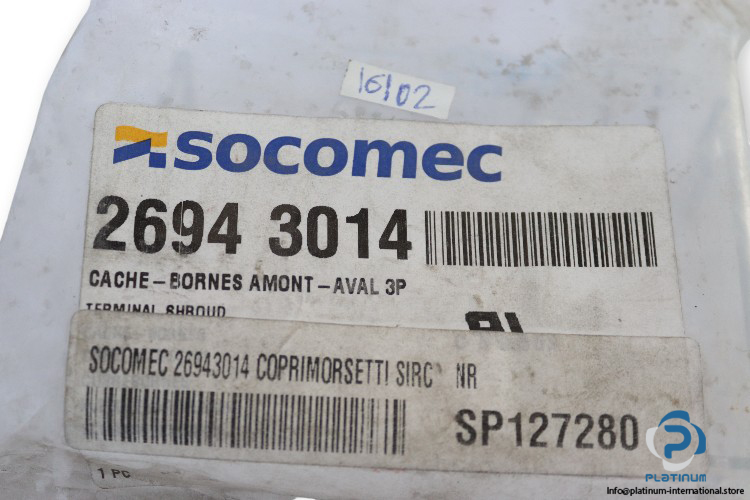 16102
socomec
2694 3014
CACHE-BORNES AMONT-AVAL 3P
TERMINAL SHROUD
SOCOMEC 26943014 COPRIMORSETTI SIRC NR
SP127280
1 PC
PLATINUM
Info@platinum-international.store